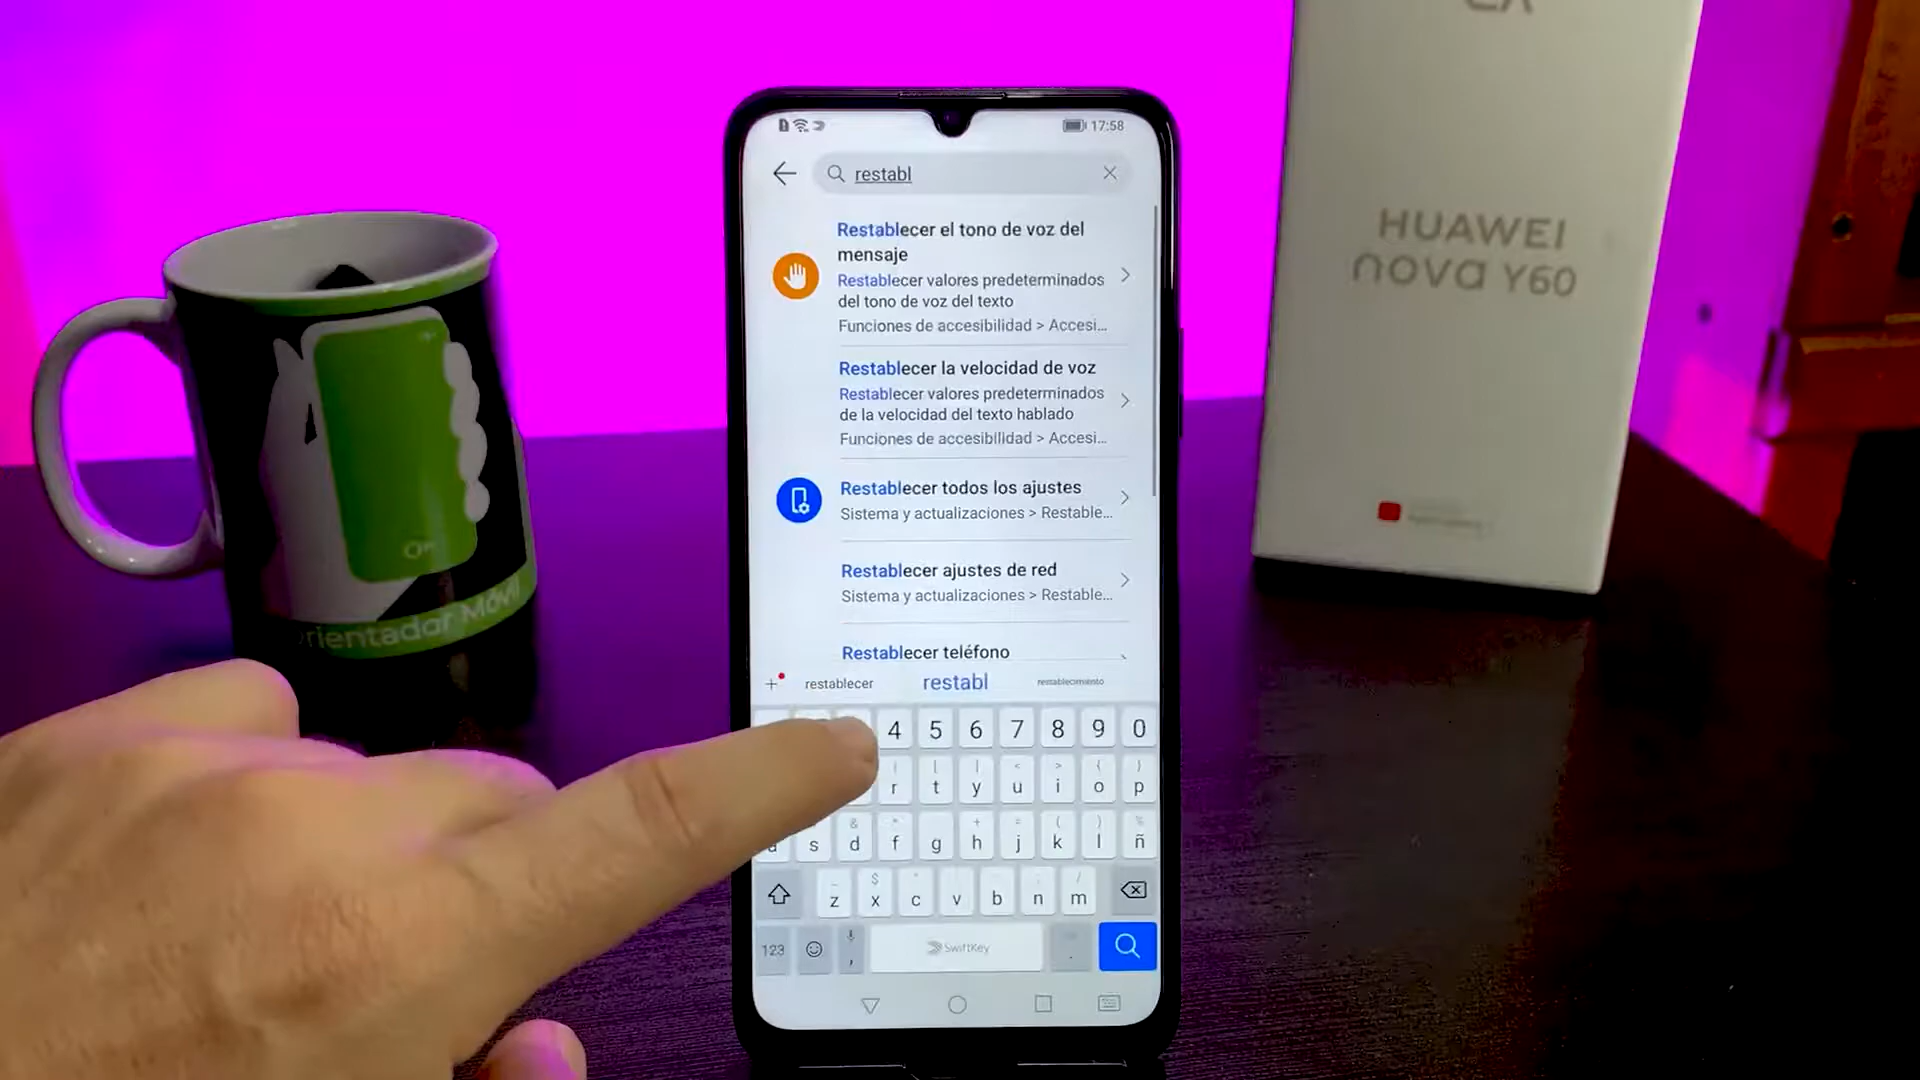 17:58
restabl
Restablecer el tono de voz del
mensaje
Restablecer valores predeterminados
del tono de voz del texto
Funciones de accesibilidad > Accesi...
Restablecer la velocidad de voz
Restablecer valores predeterminados
de la velocidad del texto hablado
Funciones de accesibilidad > Accesi...
Restablecer todos los ajustes
Sistema y actualizaciones > Restable...
Restablecer ajustes de red
Sistema y actualizaciones > Restable...
Restablecer teléfono
restablecer restabl restablecimiento
4 5 6 7 8 9 0
r t y u i o p
a s d f g h j k l ñ
z x c v b n m
123 , SwiftKey .
HUAWEI
nova Y60
On
rientador Móvil